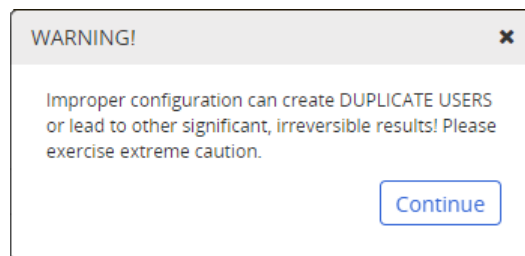 WARNING!
Improper configuration can create DUPLICATE USERS
or lead to other significant, irreversible results! Please
exercise extreme caution.
Continue